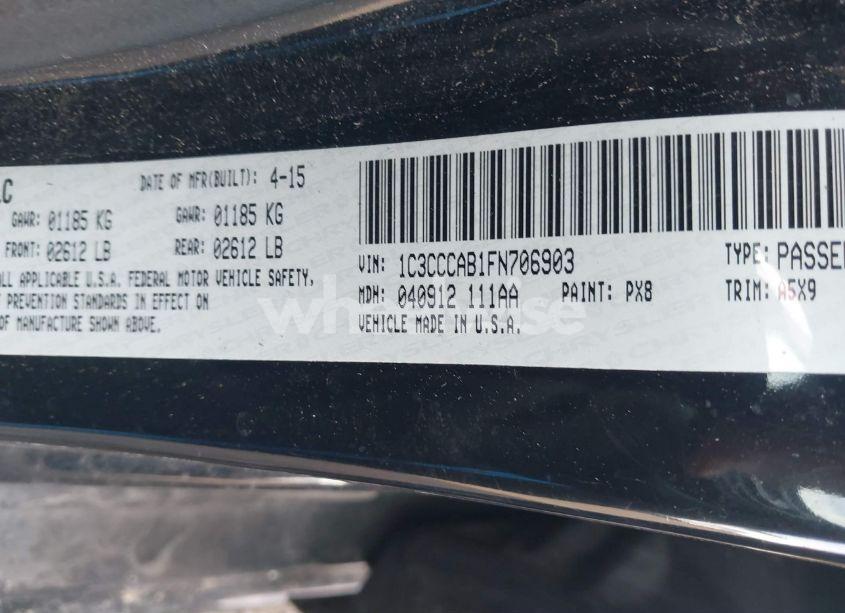 LC
DATE OF MFR(BUILT): 4-15
GAWR: 01185 KG GAWR: 01185 KG
FRONT: 02612 LB REAR: 02612 LB
ALL APPLICABLE U.S.A. FEDERAL MOTOR VEHICLE SAFETY,
T PREVENTION STANDARDS IN EFFECT ON
OF MANUFACTURE SHOWN ABOVE.
VIN: 1C3CCCAB1FN706903 TYPE: PASSEN
MDH: 040912 111AA PAINT: PX8 TRIM: A5X9
VEHICLE MADE IN U.S.A.